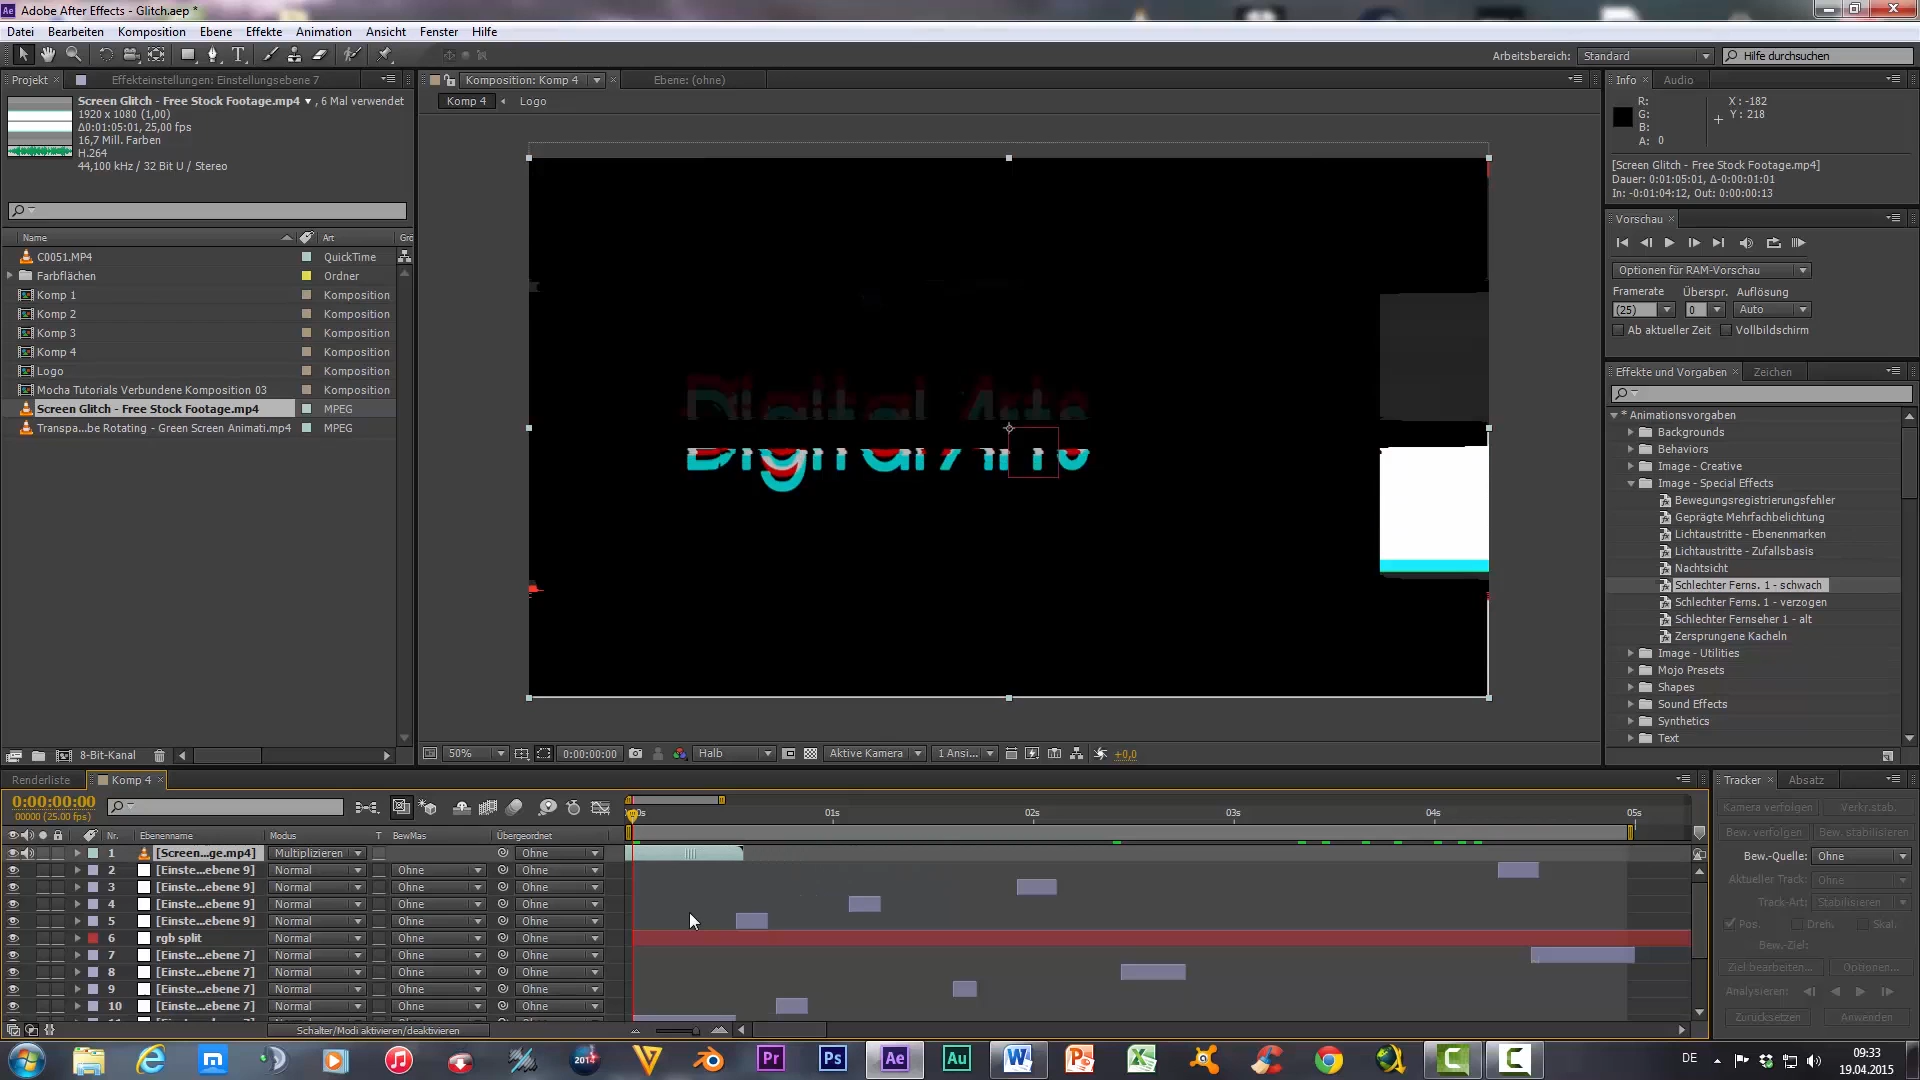 Adobe After Effects - Glitch.aep *
Datei Bearbeiten Komposition Ebene Effekte Animation Ansicht Fenster Hilfe
Arbeitsbereich: Standard Hilfe durchsuchen
Projekt Effekteinstellungen: Einstellungsebene 7
Screen Glitch - Free Stock Footage.mp4 , 6 Mal verwendet
1920 x 1080 (1,00)
Δ0:01:05:01, 25,00 fps
16,7 Mill. Farben
H.264
44,100 kHz / 32 Bit U / Stereo
Name Art Grö
C0051.MP4 QuickTime
Farbflächen Ordner
Komp 1 Komposition
Komp 2 Komposition
Komp 3 Komposition
Komp 4 Komposition
Logo Komposition
Mocha Tutorials Verbundene Komposition 03 Komposition
Screen Glitch - Free Stock Footage.mp4 MPEG
Transpa...be Rotating - Green Screen Animati.mp4 MPEG
8-Bit-Kanal
Komposition: Komp 4 Ebene: (ohne)
Komp 4 Logo
Digital Arts
Digital Arts
50% 0:00:00:00 Halb Aktive Kamera 1 Ansi... +0,0
Info Audio
R: X : -182
G: Y : 218
B:
A: 0
[Screen Glitch - Free Stock Footage.mp4]
Dauer: 0:01:05:01, Δ-0:00:01:01
In: -0:01:04:12, Out: 0:00:00:13
Vorschau
Optionen für RAM-Vorschau
Framerate Überspr. Auflösung
(25) 0 Auto
Ab aktueller Zeit Vollbildschirm
Effekte und Vorgaben Zeichen
* Animationsvorgaben
Backgrounds
Behaviors
Image - Creative
Image - Special Effects
Bewegungsregistrierungsfehler
Geprägte Mehrfachbelichtung
Lichtaustritte - Ebenenmarken
Lichtaustritte - Zufallsbasis
Nachtsicht
Schlechter Ferns. 1 - schwach
Schlechter Ferns. 1 - verzogen
Schlechter Fernseher 1 - alt
Zersprungene Kacheln
Image - Utilities
Mojo Presets
Shapes
Sound Effects
Synthetics
Text
Renderliste Komp 4
0:00:00:00
00000 (25.00 fps)
01s 02s 03s 04s 05s
Nr. Ebenenname Modus T BewMas Übergeordnet
1 [Screen...ge.mp4] Multiplizieren Ohne
2 [Einste...ebene 9] Normal Ohne Ohne
3 [Einste...ebene 9] Normal Ohne Ohne
4 [Einste...ebene 9] Normal Ohne Ohne
5 [Einste...ebene 9] Normal Ohne Ohne
6 rgb split Normal Ohne Ohne
7 [Einste...ebene 7] Normal Ohne Ohne
8 [Einste...ebene 7] Normal Ohne Ohne
9 [Einste...ebene 7] Normal Ohne Ohne
10 [Einste...ebene 7] Normal Ohne Ohne
Schalter/Modi aktivieren/deaktivieren
Tracker Absatz
Kamera verfolgen Verkr.stab.
Bew. verfolgen Bew. stabilisieren
Bew.-Quelle: Ohne
Aktueller Track: Ohne
Track-Art: Stabilisieren
Pos. Dreh. Skal.
Bew.-Ziel:
Ziel bearbeiten... Optionen...
Analysieren:
Zurücksetzen Anwenden
2014 Pr Ps Ae Au
DE 09:33
19.04.2015